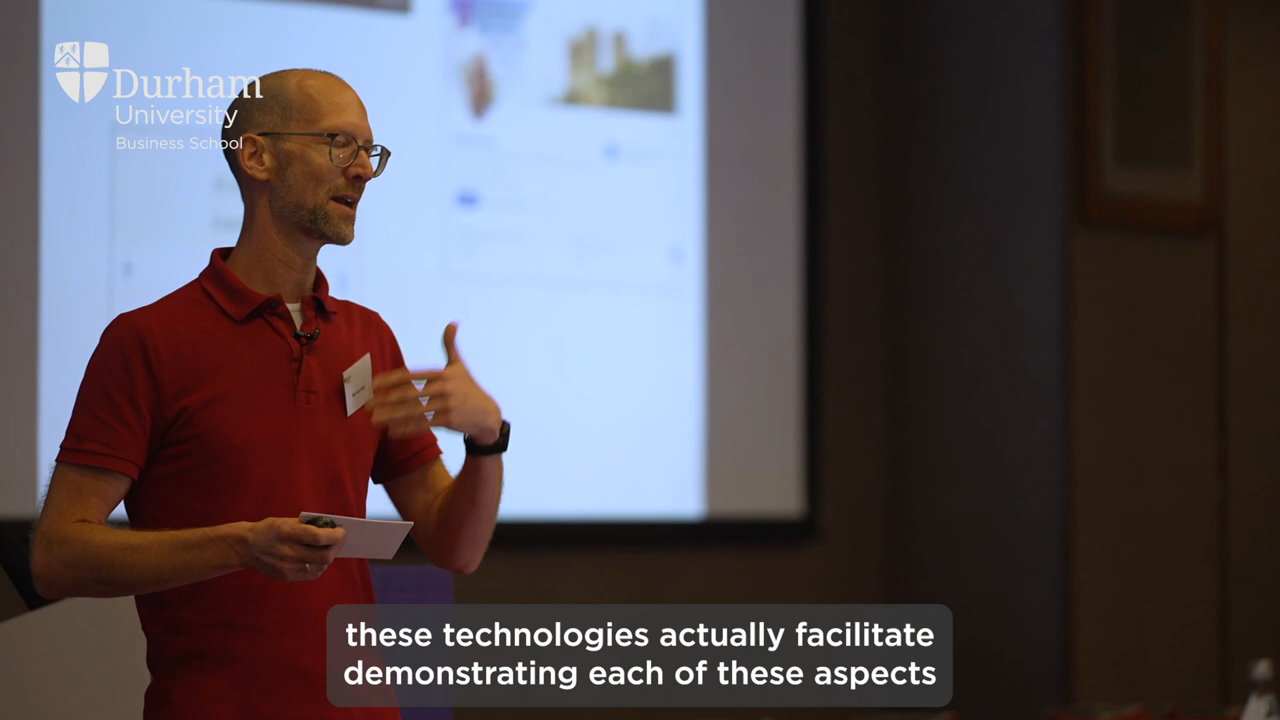 Durham
University
Business School
these technologies actually facilitate
demonstrating each of these aspects